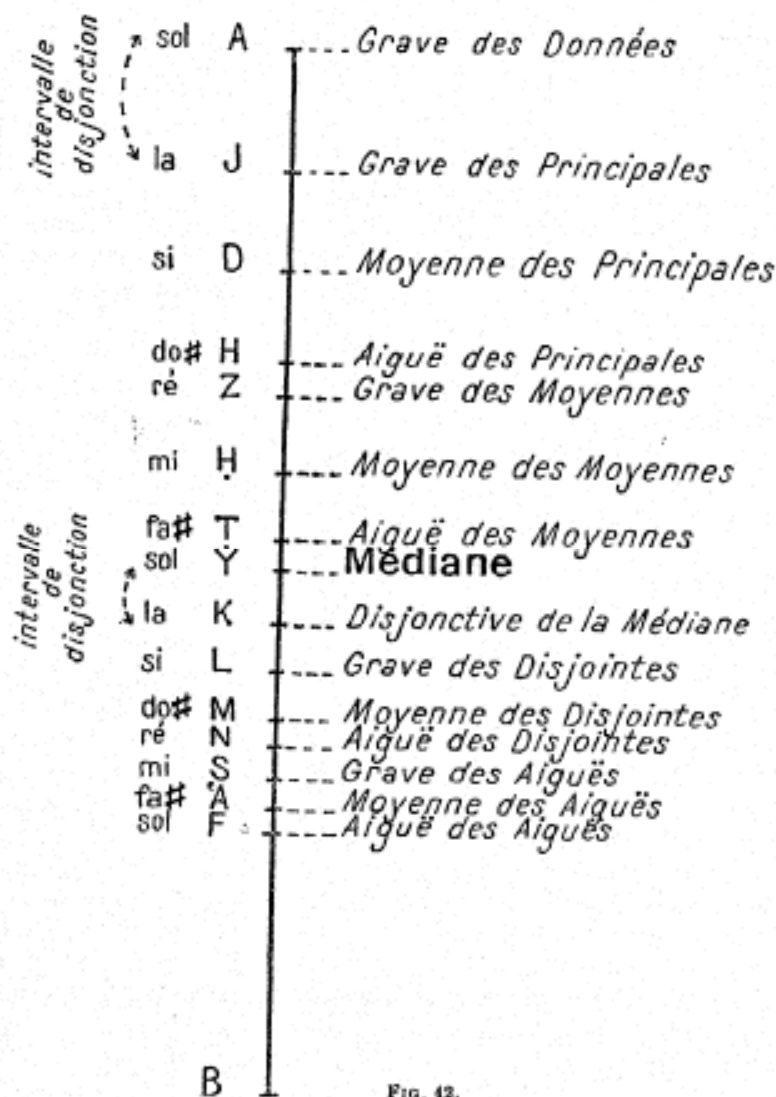 intervalle
de
disjonction
sol A Grave des Données
la J Grave des Principales
si D Moyenne des Principales
do♯ H Aiguë des Principales
ré Z Grave des Moyennes
mi Ḥ Moyenne des Moyennes
fa♯ T Aiguë des Moyennes
intervalle
de
disjonction
sol Ẏ Médiane
la K Disjonctive de la Médiane
si L Grave des Disjointes
do♯ M Moyenne des Disjointes
ré N Aiguë des Disjointes
mi S Grave des Aiguës
fa♯ ʿA Moyenne des Aiguës
sol F Aiguë des Aiguës
B
FIG. 42.